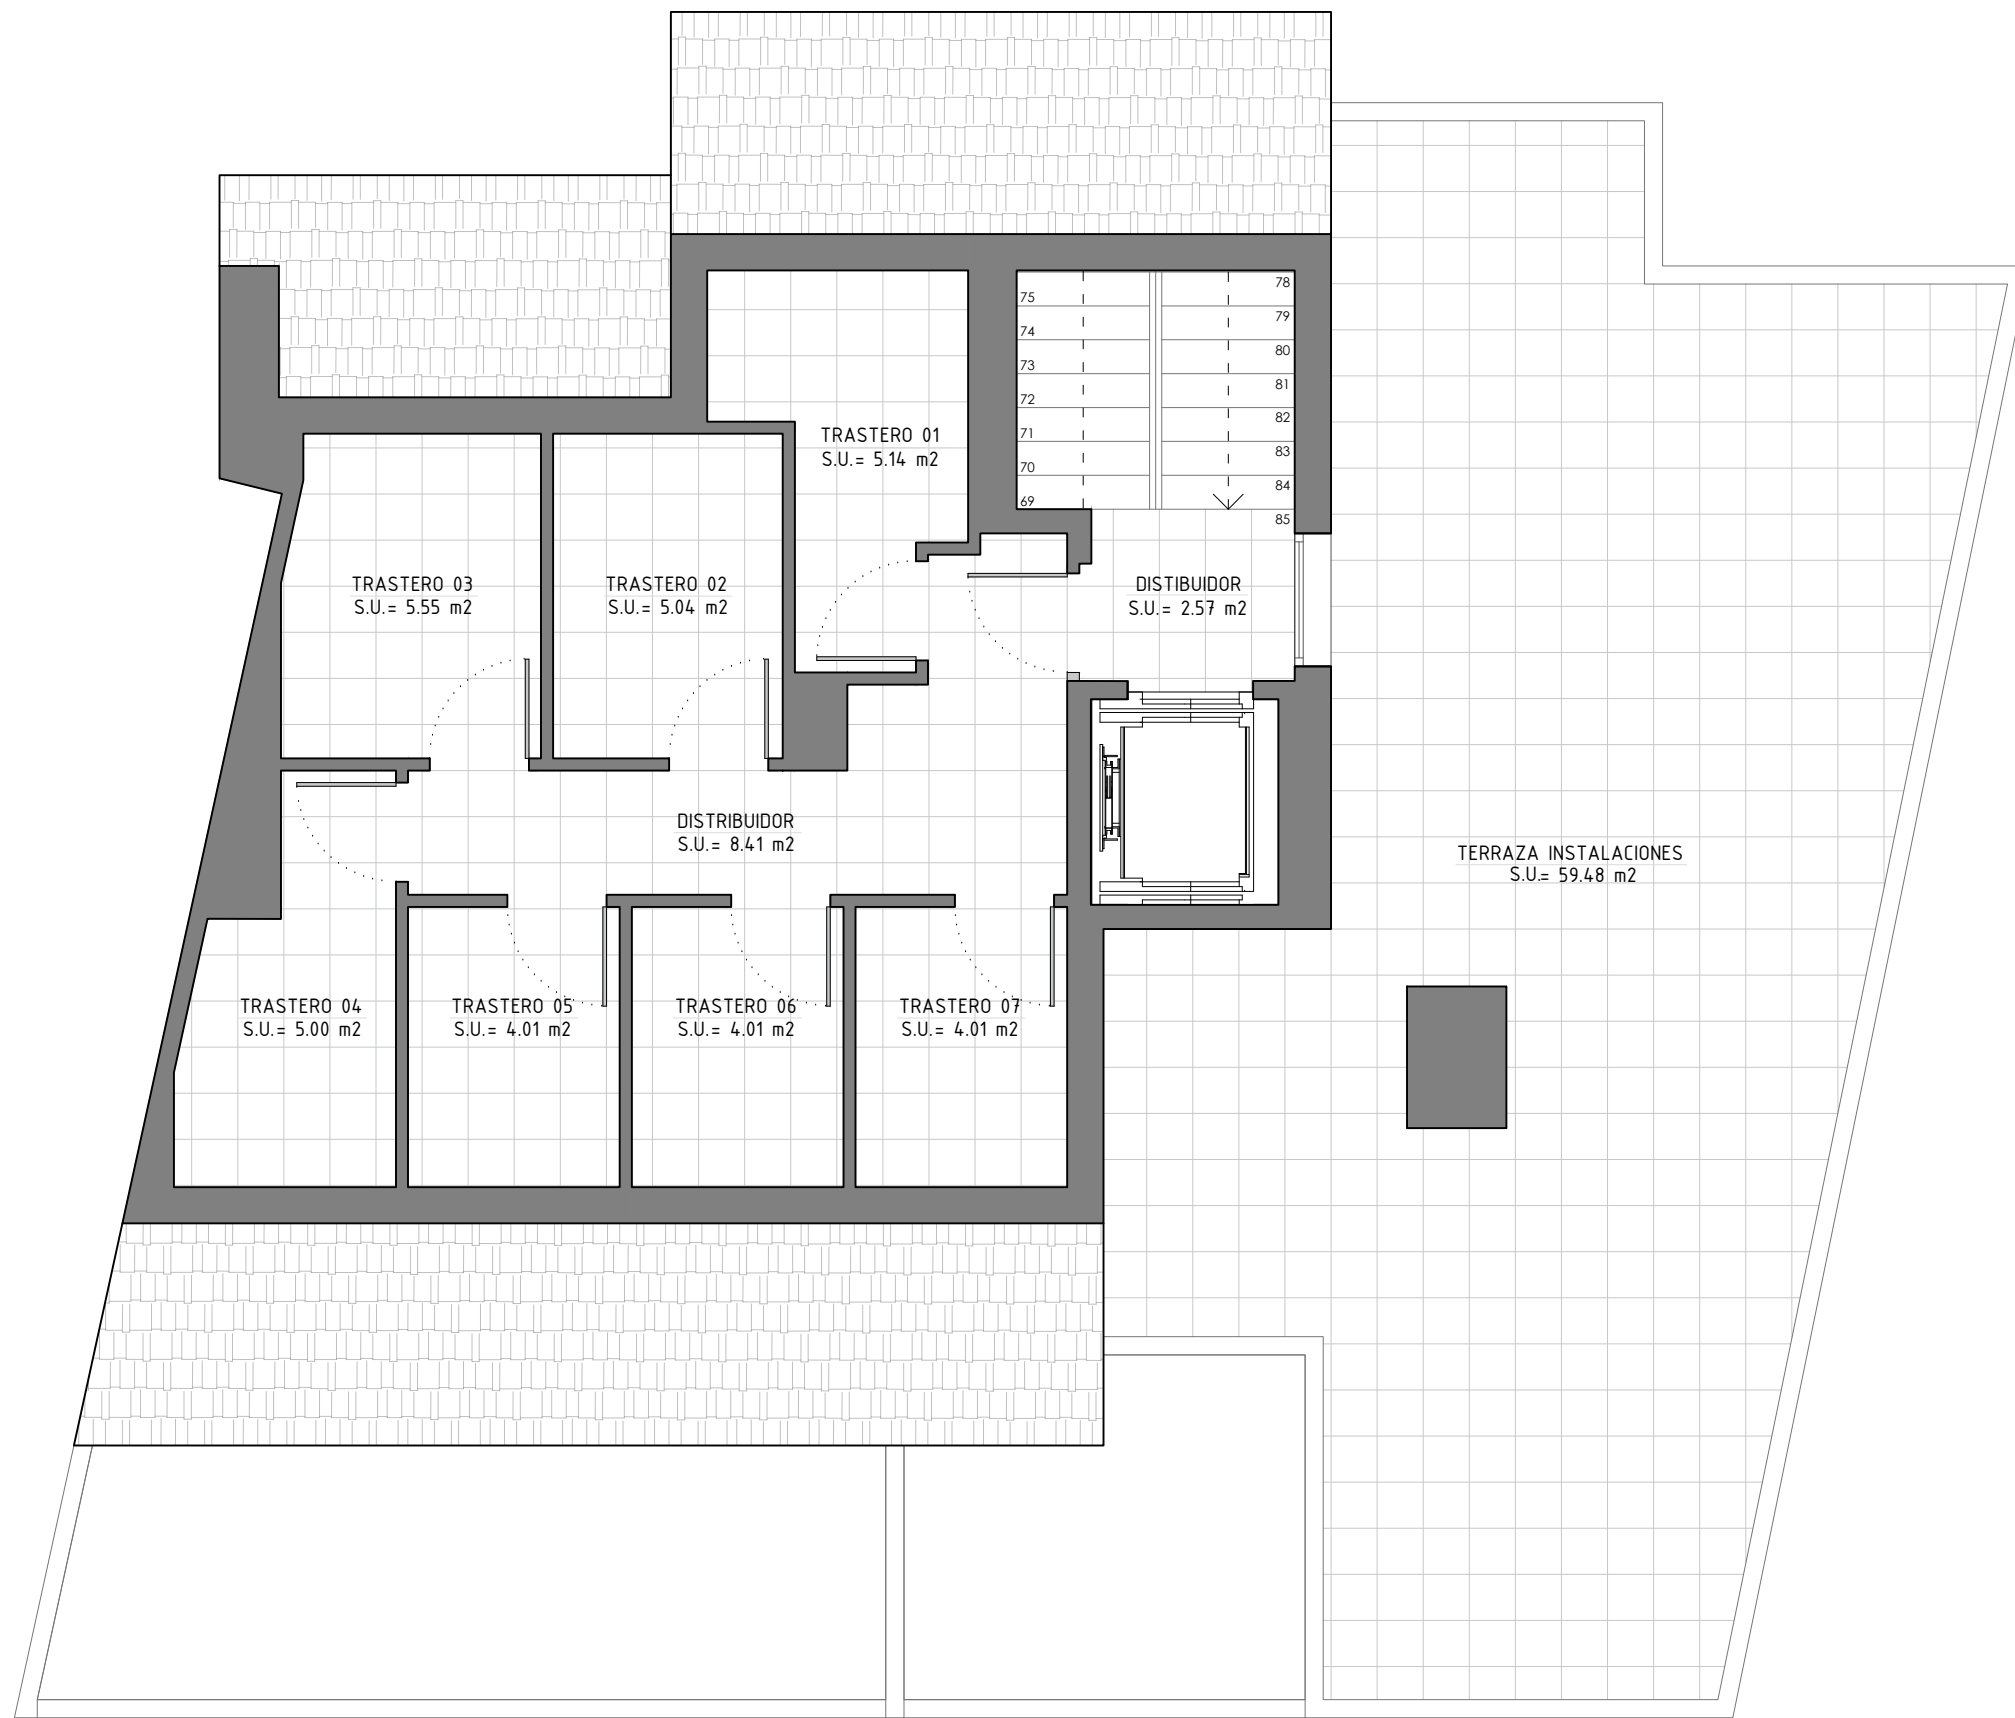 78
75
79
74
80
73
81
72
82
71
83
70
84
69
85
TRASTERO 01
S.U.= 5.14 m2
TRASTERO 03
S.U.= 5.55 m2
TRASTERO 02
S.U.= 5.04 m2
DISTIBUIDOR
S.U.= 2.57 m2
DISTRIBUIDOR
S.U.= 8.41 m2
TERRAZA INSTALACIONES
S.U.= 59.48 m2
TRASTERO 04
S.U.= 5.00 m2
TRASTERO 05
S.U.= 4.01 m2
TRASTERO 06
S.U.= 4.01 m2
TRASTERO 07
S.U.= 4.01 m2